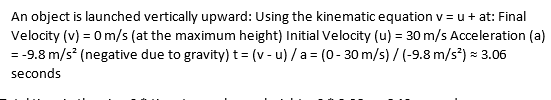 An object is launched vertically upward: Using the kinematic equation v = u + at: Final
Velocity (v) = 0 m/s (at the maximum height) Initial Velocity (u) = 30 m/s Acceleration (a)
= -9.8 m/s² (negative due to gravity) t = (v - u) / a = (0 - 30 m/s) / (-9.8 m/s²) ≈ 3.06
seconds